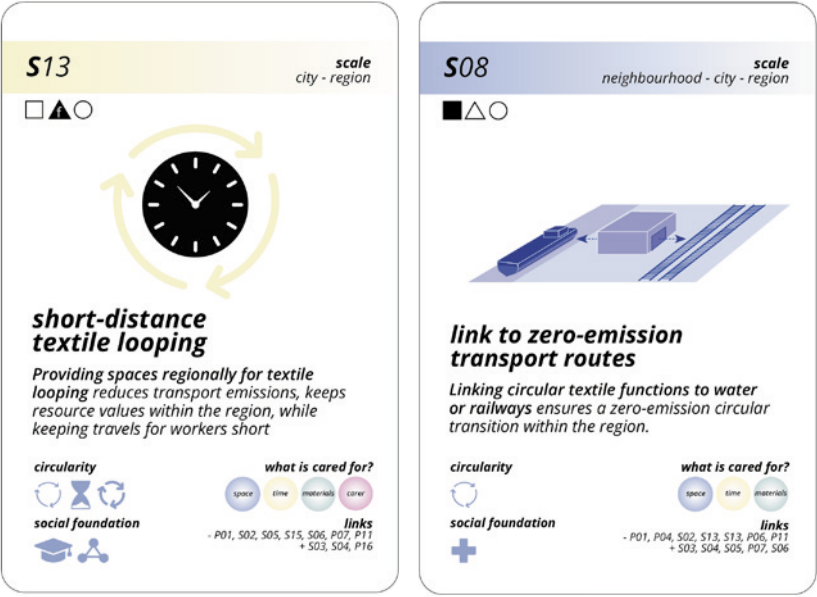 S13
scale
city - region
f
short-distance
textile looping
Providing spaces regionally for textile
looping reduces transport emissions, keeps
resource values within the region, while
keeping travels for workers short
circularity
what is cared for?
space
time
materials
carer
social foundation
links
- P01, S02, S05, S15, S06, P07, P11
+ S03, S04, P16
S08
scale
neighbourhood - city - region
link to zero-emission
transport routes
Linking circular textile functions to water
or railways ensures a zero-emission circular
transition within the region.
circularity
what is cared for?
space
time
materials
social foundation
links
- P01, P04, S02, S13, S13, P06, P11
+ S03, S04, S05, P07, S06